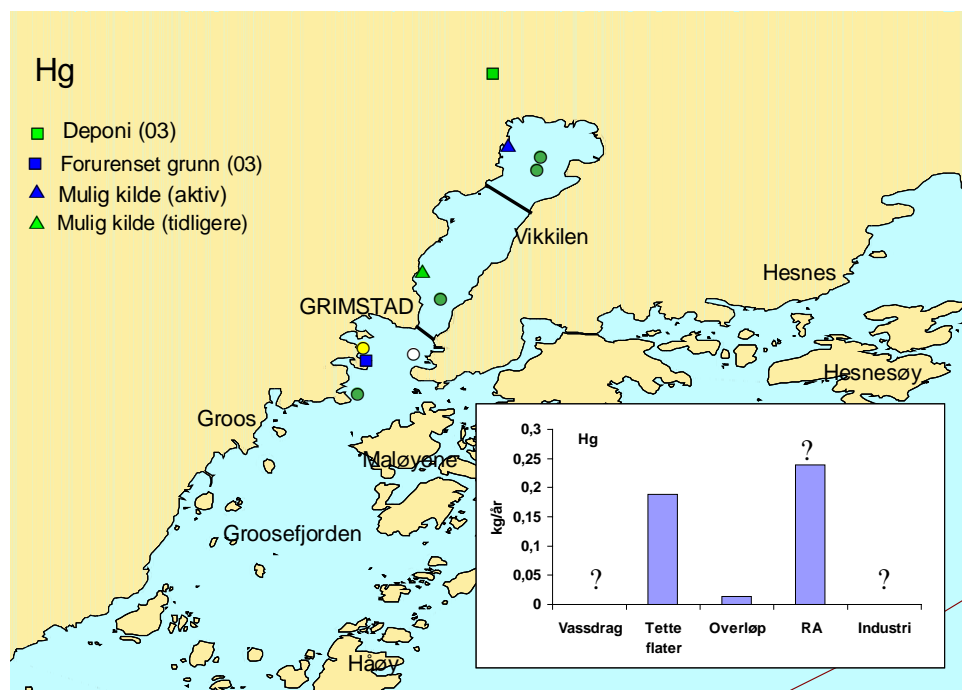 Hg
Deponi (03)
Forurenset grunn (03)
Mulig kilde (aktiv)
Mulig kilde (tidligere)
Vikkilen
Hesnes
GRIMSTAD
Hesnesøy
Groos
Maløyene
Groosefjorden
Håøy
Hg
kg/år
0,3
0,25
0,2
0,15
0,1
0,05
0
?
?
?
Vassdrag
Tette
flater
Overløp
RA
Industri